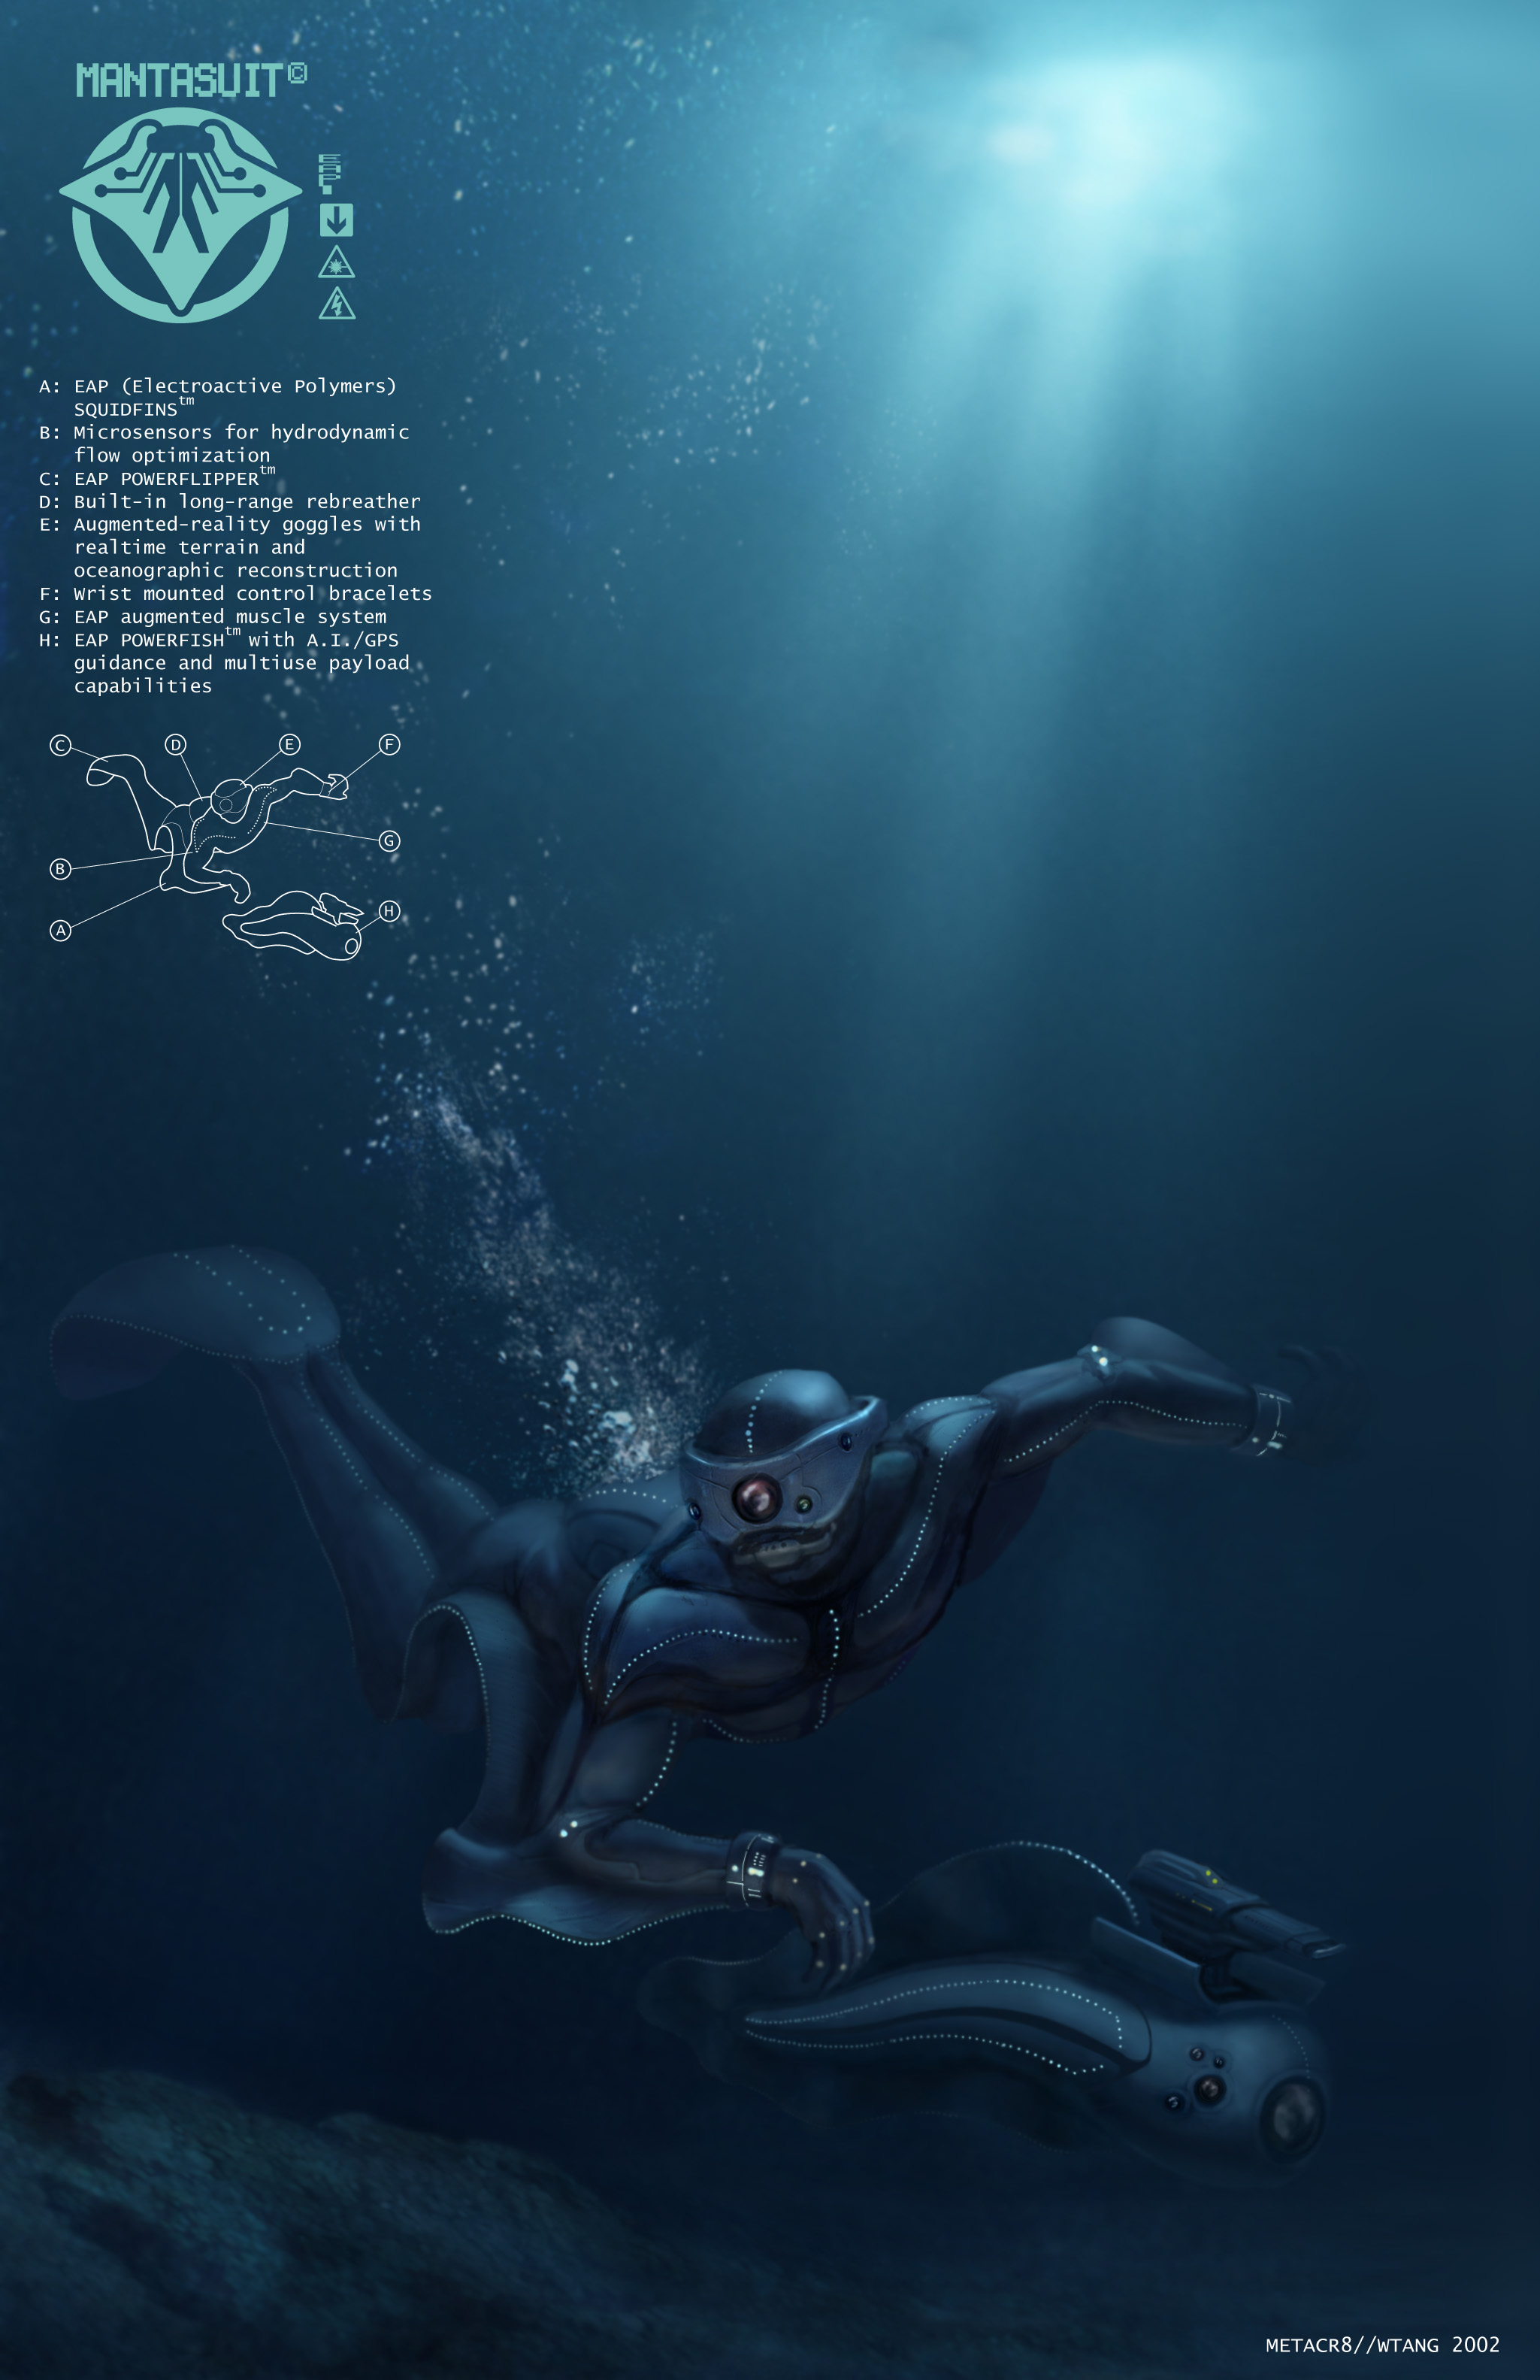 MANTASUIT©
EAP
A: EAP (Electroactive Polymers)
SQUIDFINS™
B: Microsensors for hydrodynamic
flow optimization
C: EAP POWERFLIPPER™
D: Built-in long-range rebreather
E: Augmented-reality goggles with
realtime terrain and
oceanographic reconstruction
F: Wrist mounted control bracelets
G: EAP augmented muscle system
H: EAP POWERFISH™ with A.I./GPS
guidance and multiuse payload
capabilities
C D E F
G
B
H
A
METACR8//WTANG 2002